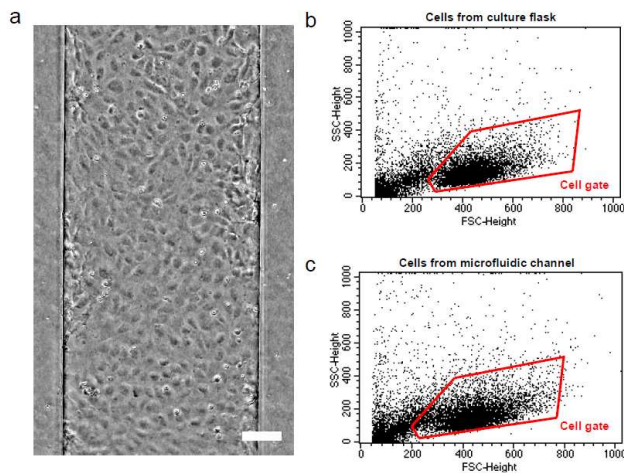 a
b
Cells from culture flask
SSC-Height
1000
800
600
400
200
0
0 200 400 600 800 1000
FSC-Height
Cell gate
c
Cells from microfluidic channel
SSC-Height
1000
800
600
400
200
0
0 200 400 600 800 1000
FSC-Height
Cell gate